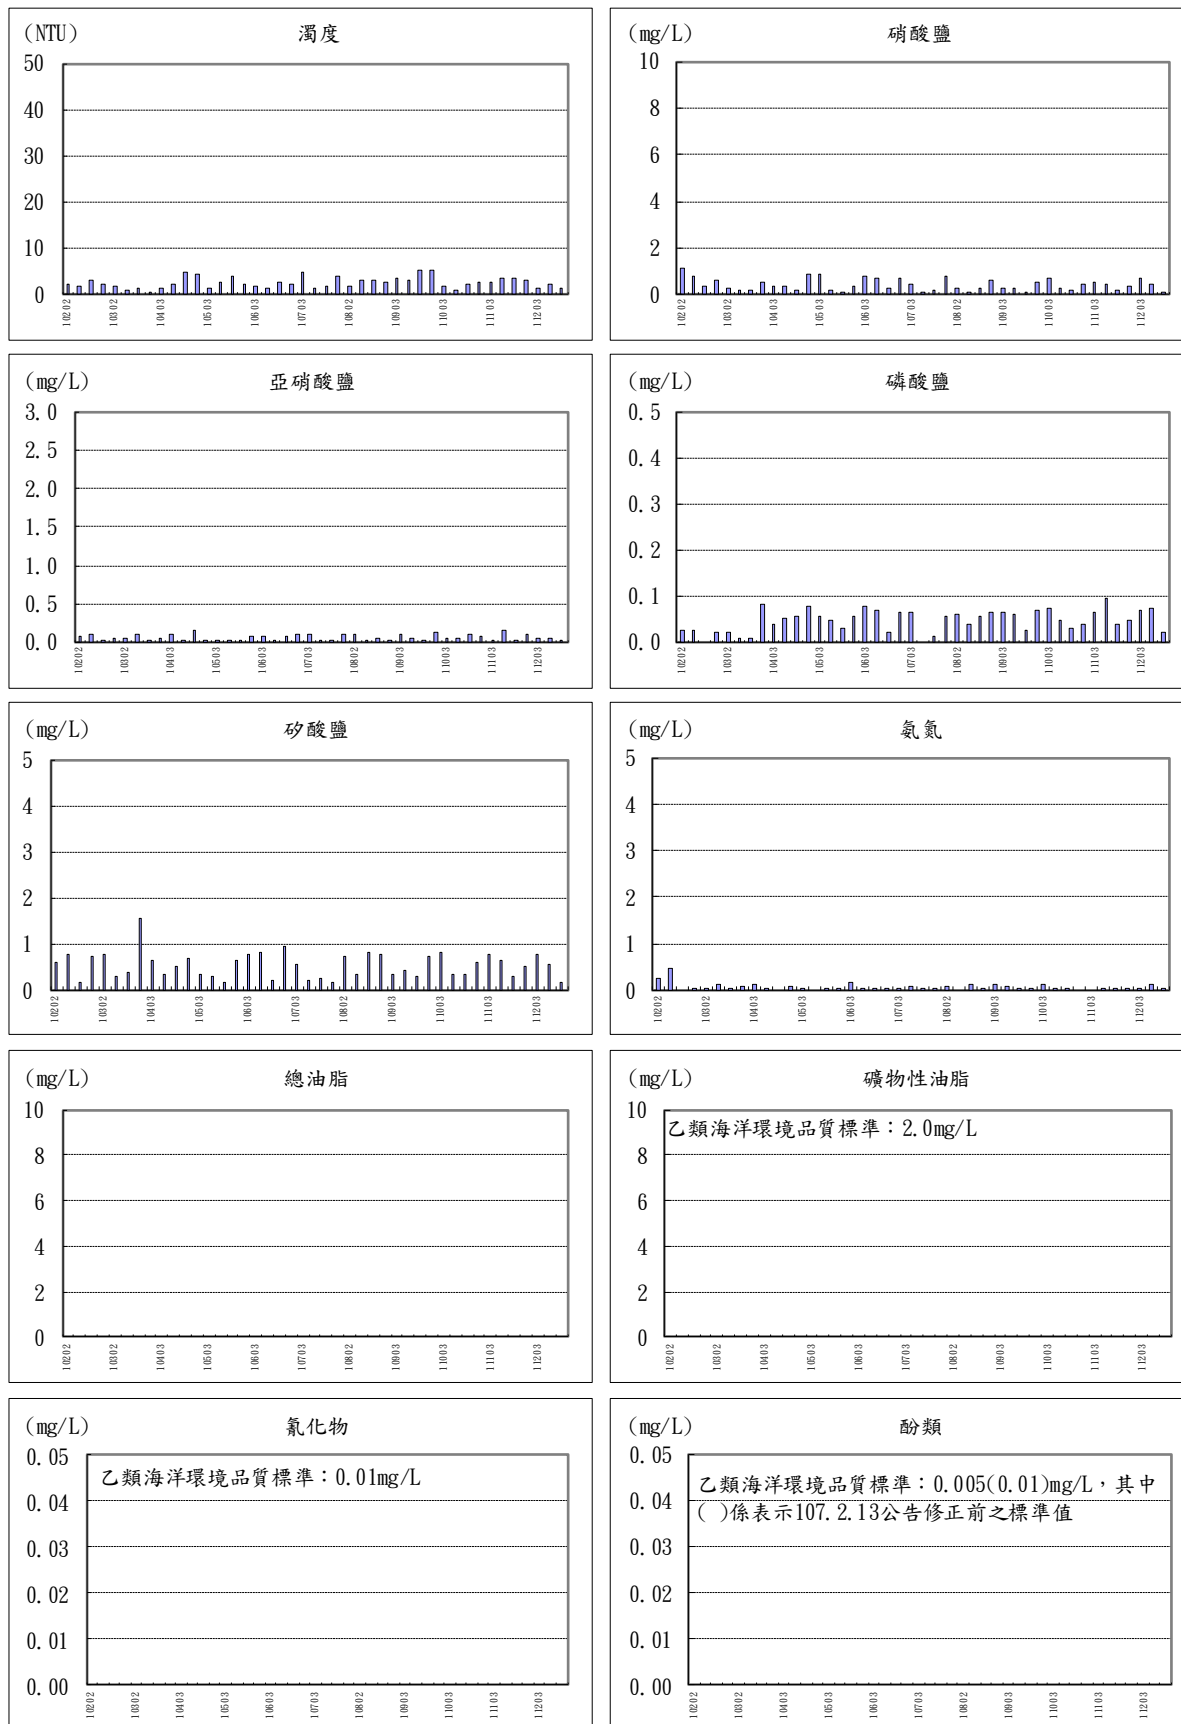 (NTU) 濁度
50
40
30
20
10
0
10202 10302 10403 10503 10603 10703 10802 10903 11003 11103 11203
(mg/L) 硝酸鹽
10
8
6
4
2
0
10202 10302 10403 10503 10603 10703 10802 10903 11003 11103 11203
(mg/L) 亞硝酸鹽
3.0
2.5
2.0
1.5
1.0
0.5
0.0
10202 10302 10403 10503 10603 10703 10802 10903 11003 11103 11203
(mg/L) 磷酸鹽
0.5
0.4
0.3
0.2
0.1
0.0
10202 10302 10403 10503 10603 10703 10802 10903 11003 11103 11203
(mg/L) 矽酸鹽
5
4
3
2
1
0
10202 10302 10403 10503 10603 10703 10802 10903 11003 11103 11203
(mg/L) 氨氮
5
4
3
2
1
0
10202 10302 10403 10503 10603 10703 10802 10903 11003 11103 11203
(mg/L) 總油脂
10
8
6
4
2
0
10202 10302 10403 10503 10603 10703 10802 10903 11003 11103 11203
(mg/L) 礦物性油脂
乙類海洋環境品質標準：2.0mg/L
10
8
6
4
2
0
10202 10302 10403 10503 10603 10703 10802 10903 11003 11103 11203
(mg/L) 氰化物
乙類海洋環境品質標準：0.01mg/L
0.05
0.04
0.03
0.02
0.01
0.00
10202 10302 10403 10503 10603 10703 10802 10903 11003 11103 11203
(mg/L) 酚類
乙類海洋環境品質標準：0.005(0.01)mg/L，其中
( )係表示107.2.13公告修正前之標準值
0.05
0.04
0.03
0.02
0.01
0.00
10202 10302 10403 10503 10603 10703 10802 10903 11003 11103 11203